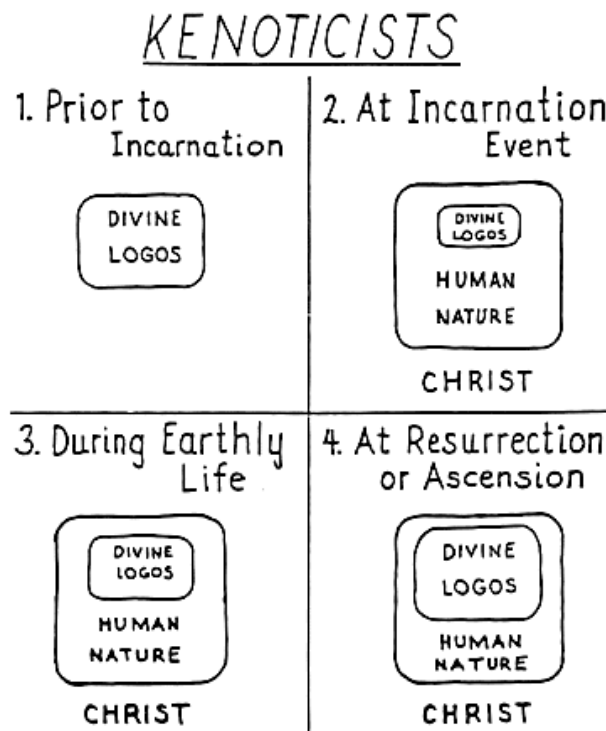 KENOTICISTS
1. Prior to
Incarnation
DIVINE
LOGOS
2. At Incarnation
Event
DIVINE
LOGOS
HUMAN
NATURE
CHRIST
3. During Earthly
Life
DIVINE
LOGOS
HUMAN
NATURE
CHRIST
4. At Resurrection
or Ascension
DIVINE
LOGOS
HUMAN
NATURE
CHRIST